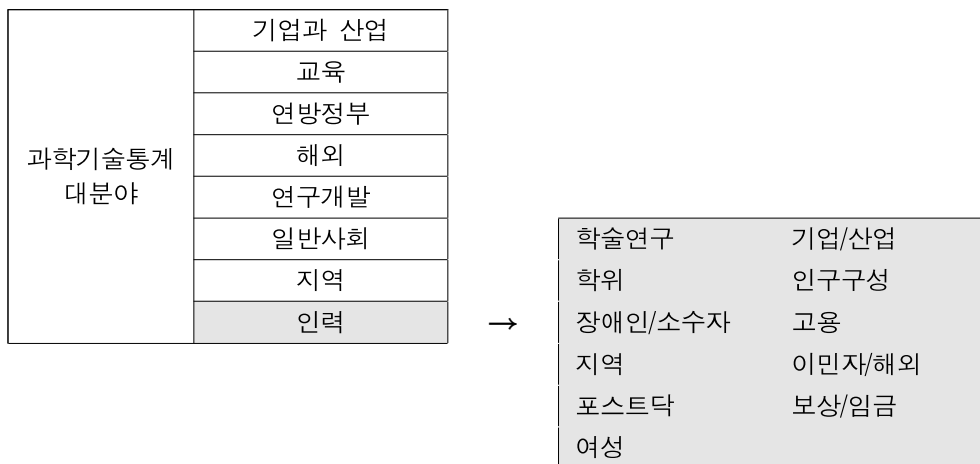 기업과 산업
교육
연방정부
해외
과학기술통계
대분야
연구개발
일반사회
지역
인력
→
학술연구 기업/산업
학위 인구구성
장애인/소수자 고용
지역 이민자/해외
포스트닥 보상/임금
여성